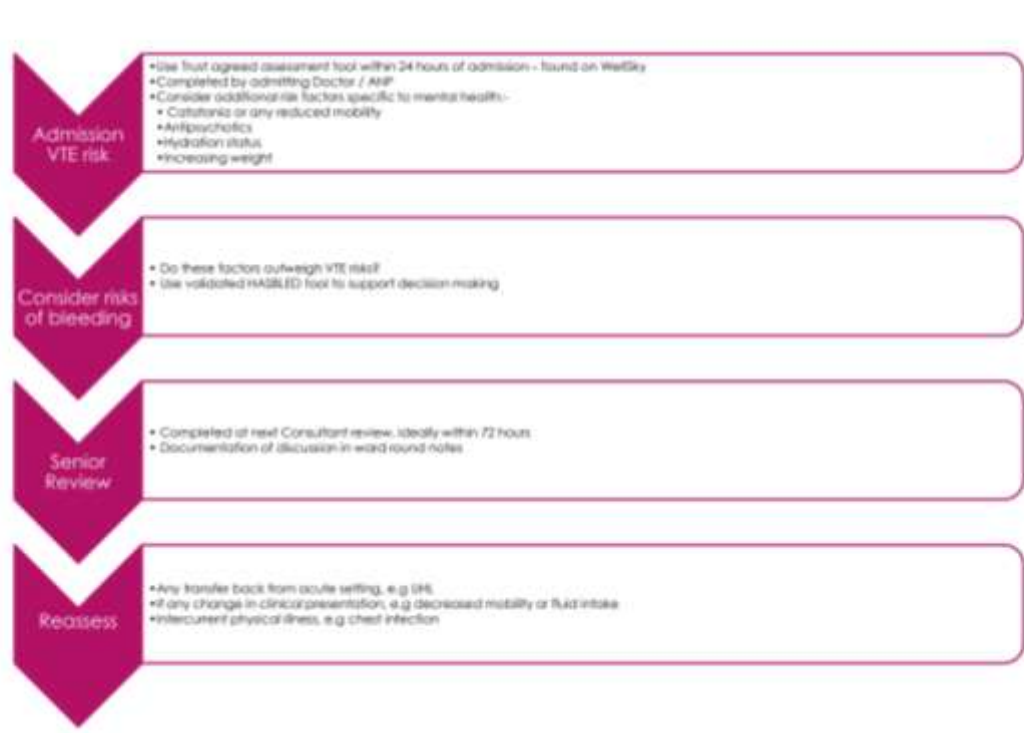 Admission
VTE risk
•Use Trust agreed assessment tool within 24 hours of admission – found on WellSky
•Completed by admitting Doctor / ANP
•Consider additional risk factors specific to mental health:-
• Catatonia or any reduced mobility
•Antipsychotics
•Hydration status
•Increasing weight
Consider risks
of bleeding
• Do these factors outweigh VTE risks?
• Use validated HASBLED tool to support decision making
Senior
Review
• Completed at next Consultant review, ideally within 72 hours
• Documentation of discussion in ward round notes
Reassess
•Any transfer back from acute setting, e.g UHL
•If any change in clinical presentation, e.g decreased mobility or fluid intake
•Intercurrent physical illness, e.g chest infection